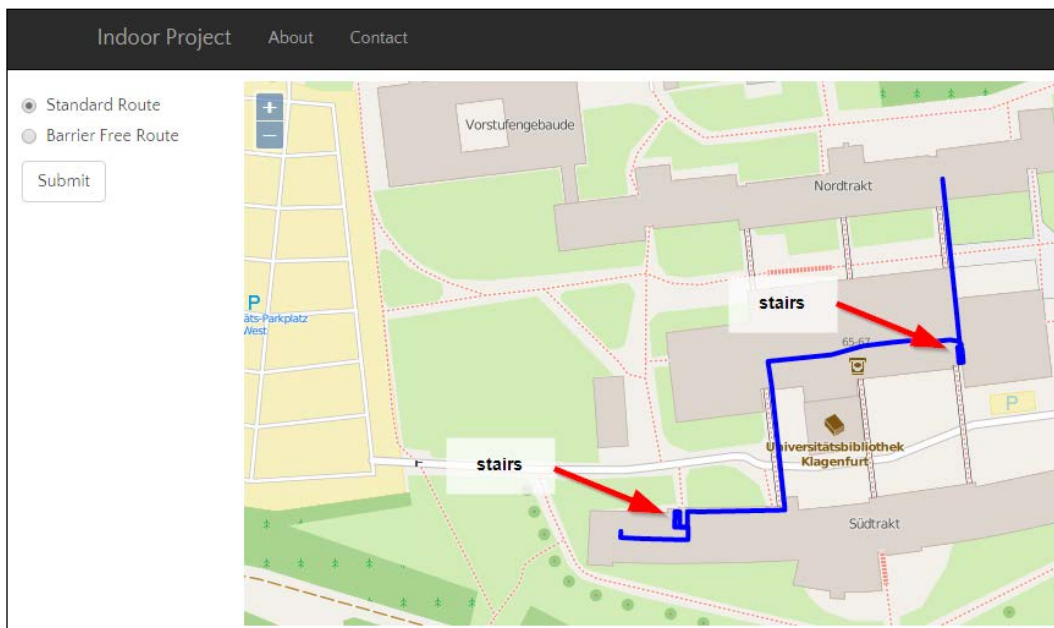 Indoor Project About Contact
Standard Route
Barrier Free Route
Submit
+
−
Vorstufengebaude
Nordtrakt
stairs
P
äts-Parkplatz
West
65-67
P
Universitätsbibliothek
Klagenfurt
stairs
Südtrakt